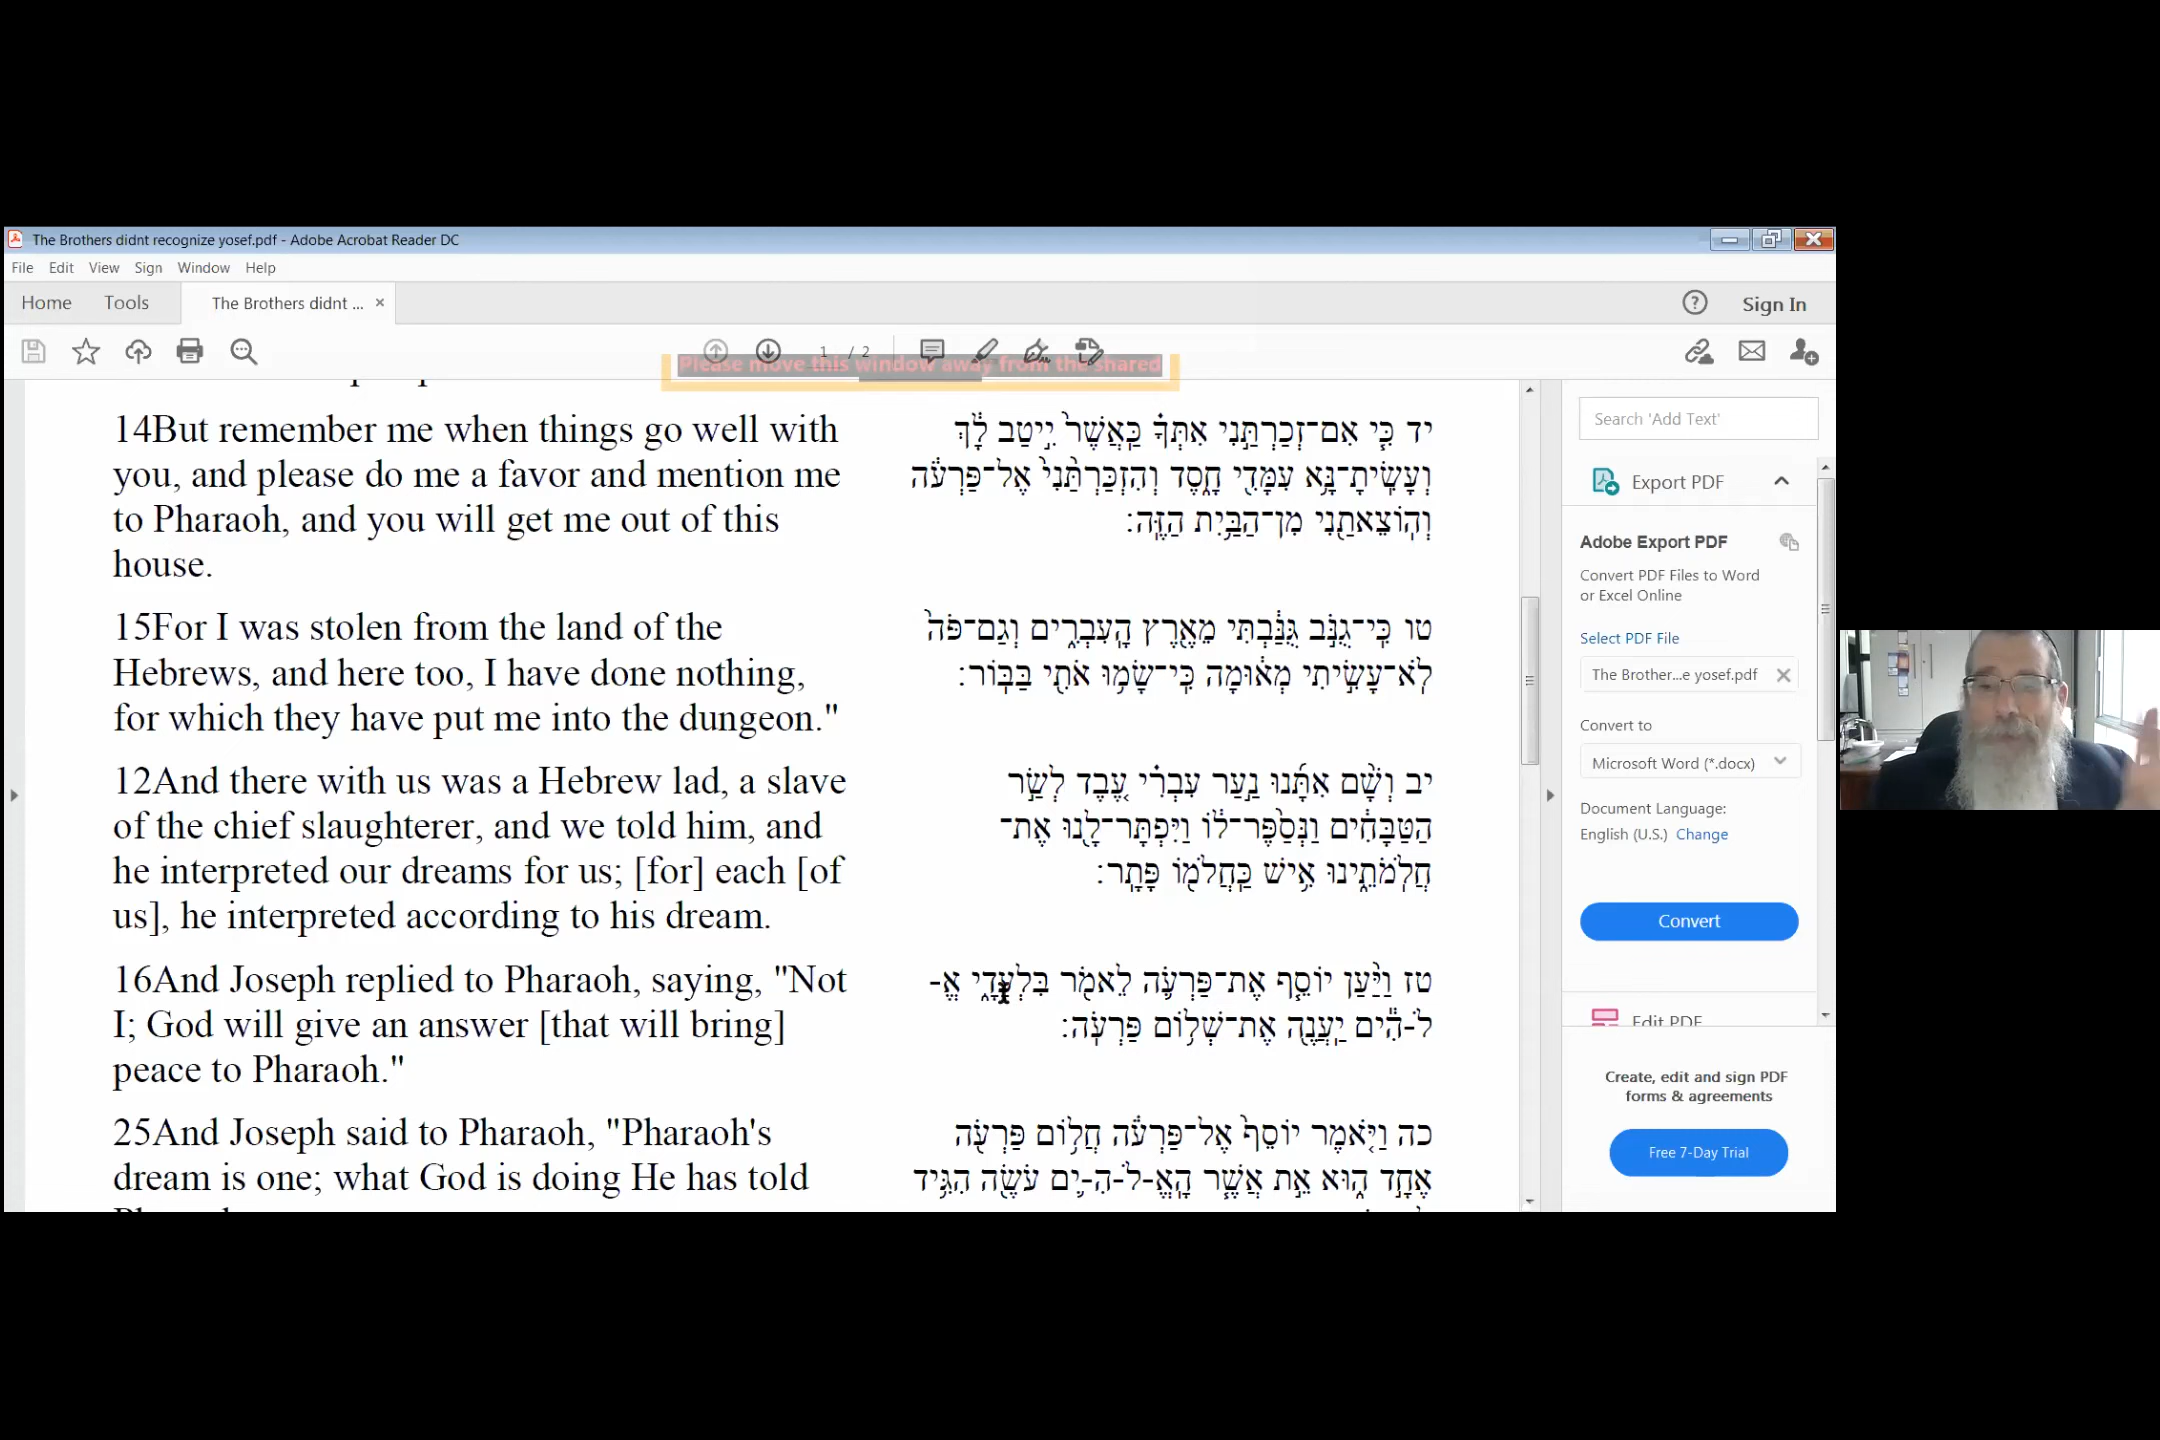 The Brothers didnt recognize yosef.pdf - Adobe Acrobat Reader DC
File Edit View Sign Window Help
Home Tools The Brothers didnt ... × Sign In
1 / 2
Please move this window away from the shared
14But remember me when things go well with
you, and please do me a favor and mention me
to Pharaoh, and you will get me out of this
house.
יד כִּ֧י אִם־זְכַרְתַּ֣נִי אִתְּךָ֗ כַּֽאֲשֶׁר֙ יִ֣יטַב לָ֔ךְ
וְעָשִֽׂיתָ־נָּ֥א עִמָּדִ֖י חָ֑סֶד וְהִזְכַּרְתַּ֨נִי֙ אֶל־פַּרְעֹ֔ה
וְהֽוֹצֵאתַ֖נִי מִן־הַבַּ֥יִת הַזֶּֽה:
15For I was stolen from the land of the
Hebrews, and here too, I have done nothing,
for which they have put me into the dungeon."
טו כִּֽי־גֻנֹּ֣ב גֻּנַּ֔בְתִּי מֵאֶ֖רֶץ הָֽעִבְרִ֑ים וְגַם־פֹּה֙
לֹֽא־עָשִׂ֣יתִי מְא֔וּמָה כִּֽי־שָׂמ֥וּ אֹתִ֖י בַּבּֽוֹר:
12And there with us was a Hebrew lad, a slave
of the chief slaughterer, and we told him, and
he interpreted our dreams for us; [for] each [of
us], he interpreted according to his dream.
יב וְשָׁ֨ם אִתָּ֜נוּ נַ֣עַר עִבְרִ֗י עֶ֚בֶד לְשַׂ֣ר
הַטַּבָּחִ֔ים וַנְּ֨סַפֶּר־ל֔וֹ וַיִּפְתָּר־לָ֖נוּ אֶת־
חֲלֹֽמֹתֵ֑ינוּ אִ֥ישׁ כַּֽחֲלֹמ֖וֹ פָּתָֽר:
16And Joseph replied to Pharaoh, saying, "Not
I; God will give an answer [that will bring]
peace to Pharaoh."
טז וַיַּ֨עַן יוֹסֵ֧ף אֶת־פַּרְעֹ֛ה לֵאמֹ֖ר בִּלְעָדָ֑י אֱ-
לֹ-הִ֕ים יַֽעֲנֶ֖ה אֶת־שְׁל֥וֹם פַּרְעֹֽה:
25And Joseph said to Pharaoh, "Pharaoh's
dream is one; what God is doing He has told
כה וַיֹּ֤אמֶר יוֹסֵף֙ אֶל־פַּרְעֹ֔ה חֲל֥וֹם פַּרְעֹ֖ה
אֶחָ֣ד ה֑וּא אֵ֣ת אֲשֶׁ֧ר הָֽאֱ-לֹ-הִ-֛ים עֹשֶׂ֖ה הִגִּ֥יד
Search 'Add Text'
Export PDF
Adobe Export PDF
Convert PDF Files to Word
or Excel Online
Select PDF File
The Brother...e yosef.pdf
Convert to
Microsoft Word (*.docx)
Document Language:
English (U.S.) Change
Convert
Edit PDF
Create, edit and sign PDF
forms & agreements
Free 7-Day Trial